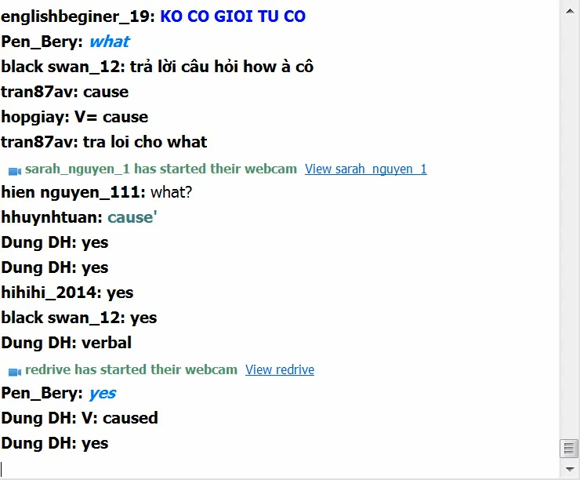 englishbeginer_19: KO CO GIOI TU CO
Pen_Bery: what
black swan_12: trả lời câu hỏi how à cô
tran87av: cause
hopgiay: V= cause
tran87av: tra loi cho what
sarah_nguyen_1 has started their webcam View sarah_nguyen_1
hien nguyen_111: what?
hhuynhtuan: cause'
Dung DH: yes
Dung DH: yes
hihihi_2014: yes
black swan_12: yes
Dung DH: verbal
redrive has started their webcam View redrive
Pen_Bery: yes
Dung DH: V: caused
Dung DH: yes